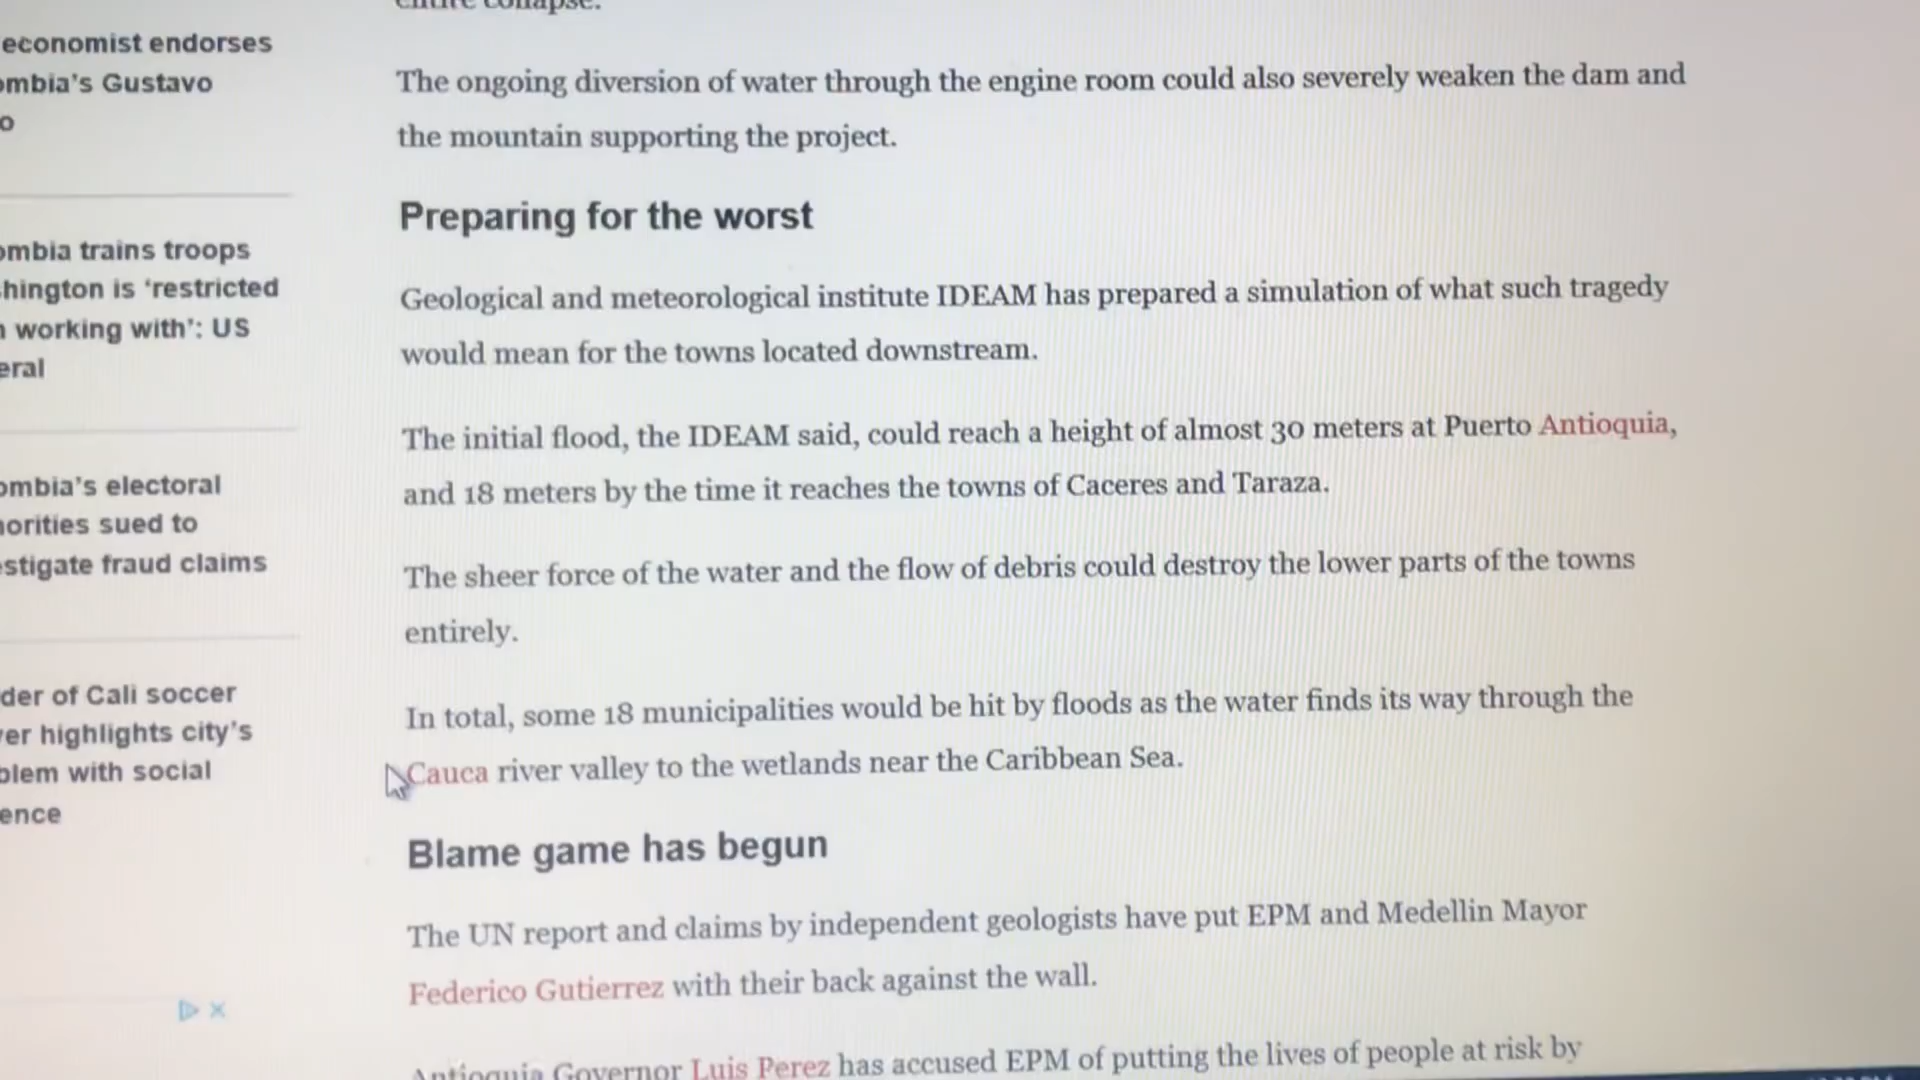 economist endorses
ombia's Gustavo
o
ombia trains troops
hington is 'restricted
working with': US
eral
ombia's electoral
orities sued to
estigate fraud claims
der of Cali soccer
er highlights city's
blem with social
ence
entire collapse.
The ongoing diversion of water through the engine room could also severely weaken the dam and
the mountain supporting the project.
Preparing for the worst
Geological and meteorological institute IDEAM has prepared a simulation of what such tragedy
would mean for the towns located downstream.
The initial flood, the IDEAM said, could reach a height of almost 30 meters at Puerto Antioquia,
and 18 meters by the time it reaches the towns of Caceres and Taraza.
The sheer force of the water and the flow of debris could destroy the lower parts of the towns
entirely.
In total, some 18 municipalities would be hit by floods as the water finds its way through the
Cauca river valley to the wetlands near the Caribbean Sea.
Blame game has begun
The UN report and claims by independent geologists have put EPM and Medellin Mayor
Federico Gutierrez with their back against the wall.
Antioquia Governor Luis Perez has accused EPM of putting the lives of people at risk by